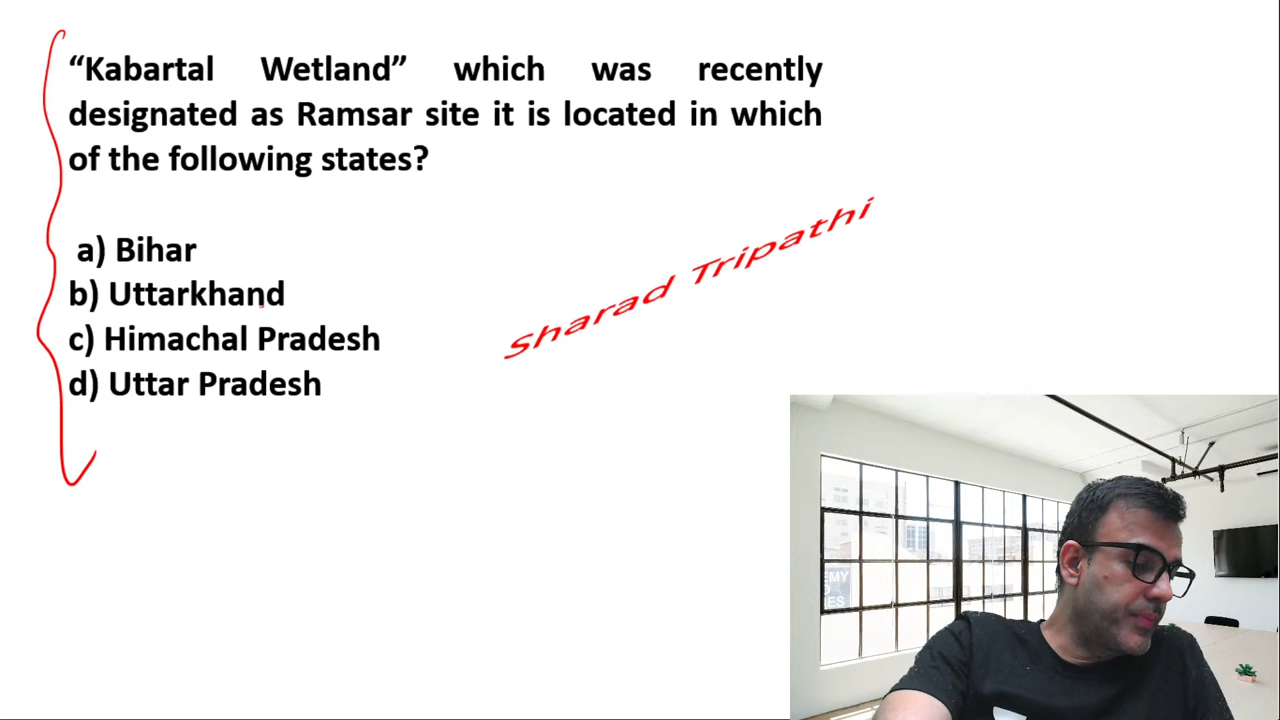 “Kabartal Wetland” which was recently
designated as Ramsar site it is located in which
of the following states?
a) Bihar
b) Uttarkhand
c) Himachal Pradesh
d) Uttar Pradesh
Sharad Tripathi